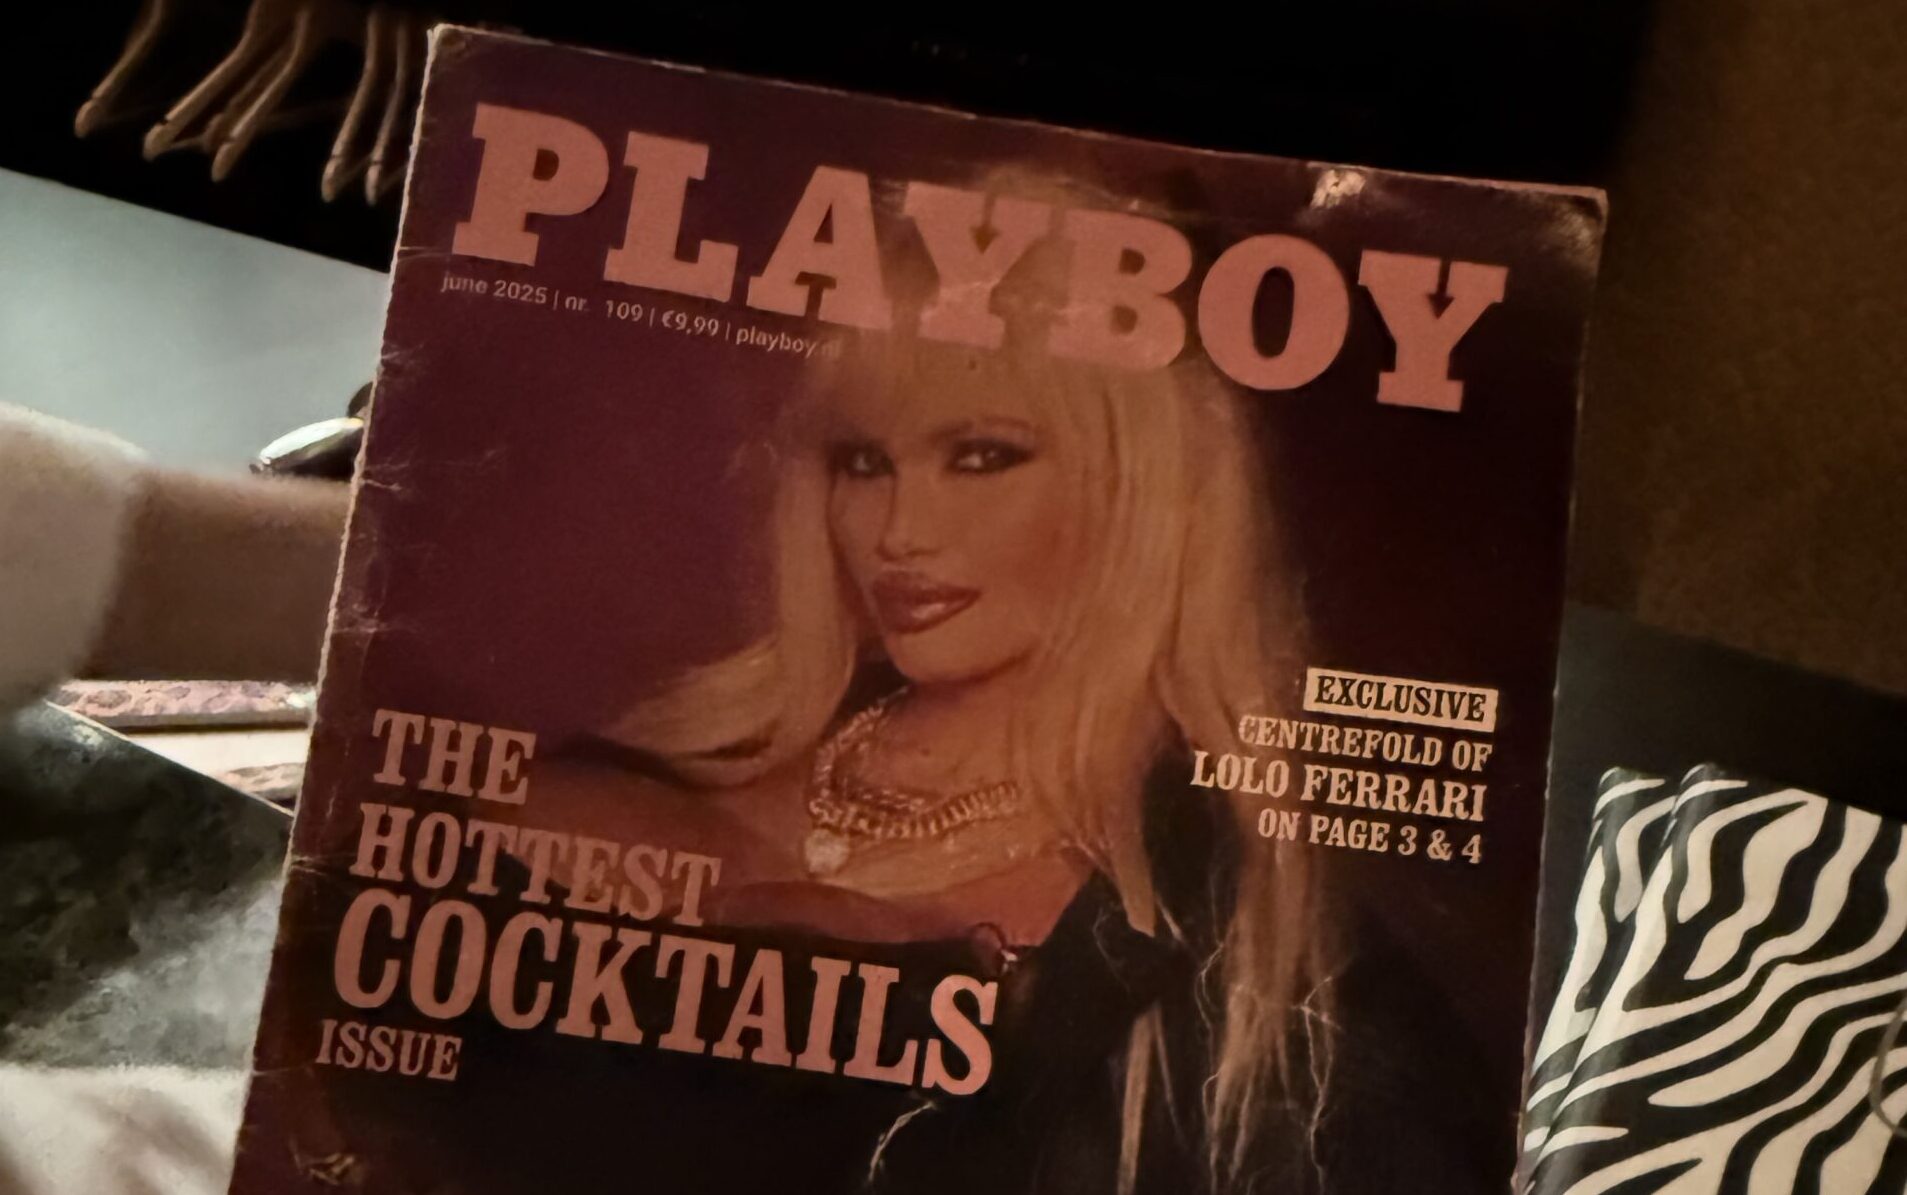 PLAYBOY
june 2025 | nr. 109 | €9,99 | playboy.nl
THE
HOTTEST
COCKTAILS
ISSUE
EXCLUSIVE
CENTREFOLD OF
LOLO FERRARI
ON PAGE 3 & 4